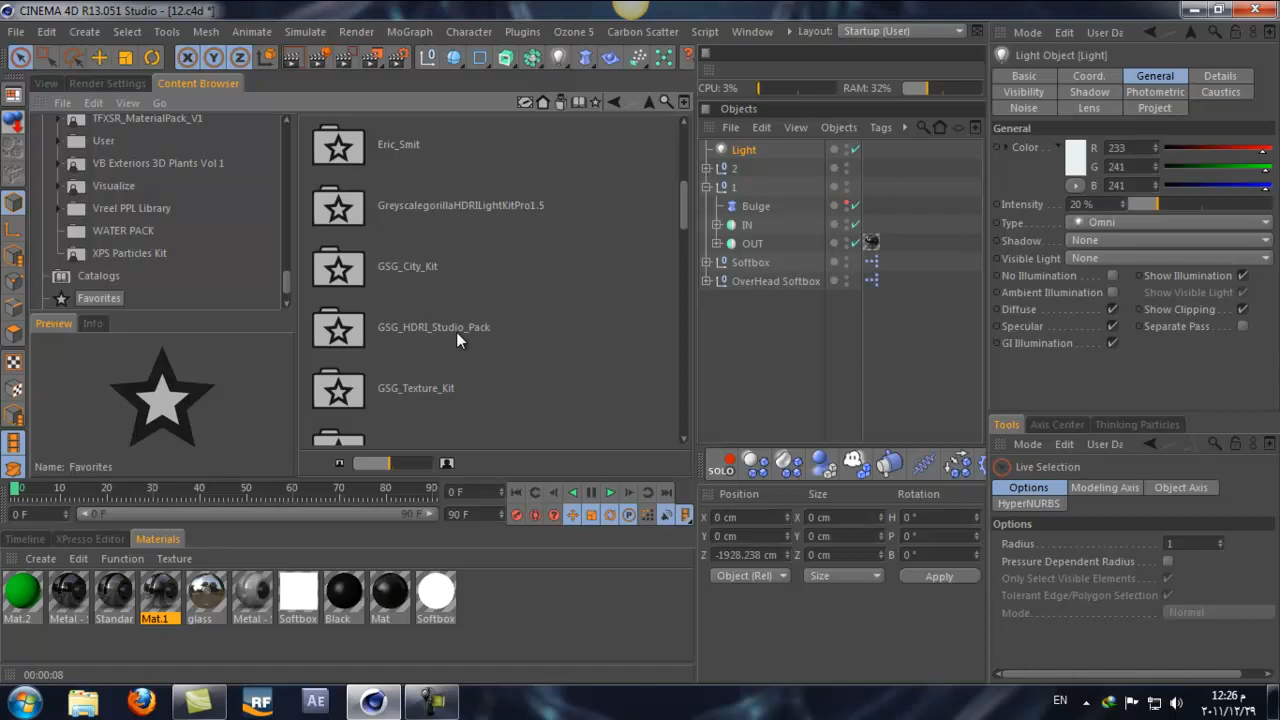 CINEMA 4D R13.051 Studio - [12.c4d *]
File Edit Create Select Tools Mesh Animate Simulate Render MoGraph Character Plugins Ozone 5 Carbon Scatter Script Window Layout: Startup (User)
View Render Settings Content Browser
File Edit View Go
TFXSR_MaterialPack_V1
User
VB Exteriors 3D Plants Vol 1
Visualize
Vreel PPL Library
WATER PACK
XPS Particles Kit
Catalogs
Favorites
Eric_Smit
GreyscalegorillaHDRILightKitPro1.5
GSG_City_Kit
GSG_HDRI_Studio_Pack
GSG_Texture_Kit
Preview Info
Name: Favorites
0 10 20 30 40 50 60 70 80 90 0 F
0 F 0 F 90 F 90 F
Timeline XPresso Editor Materials
Create Edit Function Texture
Mat.2 Metal - Standar Mat.1 glass Metal - Softbox Black Mat Softbox
00:00:08
X Y Z
CPU: 3% RAM: 32%
Objects
File Edit View Objects Tags
Light
2
1
Bulge
IN
OUT
Softbox
OverHead Softbox
SOLO
Position Size Rotation
X 0 cm X 0 cm H 0 °
Y 0 cm Y 0 cm P 0 °
Z -1928.238 cm Z 0 cm B 0 °
Object (Rel) Size Apply
Mode Edit User Da
Light Object [Light]
Basic Coord. General Details
Visibility Shadow Photometric Caustics
Noise Lens Project
General
Color R 233
G 241
B 241
Intensity 20 %
Type Omni
Shadow None
Visible Light None
No Illumination Show Illumination
Ambient Illumination Show Visible Light
Diffuse Show Clipping
Specular Separate Pass
GI Illumination
Tools Axis Center Thinking Particles
Mode Edit User Da
Live Selection
Options Modeling Axis Object Axis
HyperNURBS
Options
Radius 1
Pressure Dependent Radius
Only Select Visible Elements
Tolerant Edge/Polygon Selection
Mode Normal
RF Ae
EN
12:26 م
٢٠١١/١٢/٢٩